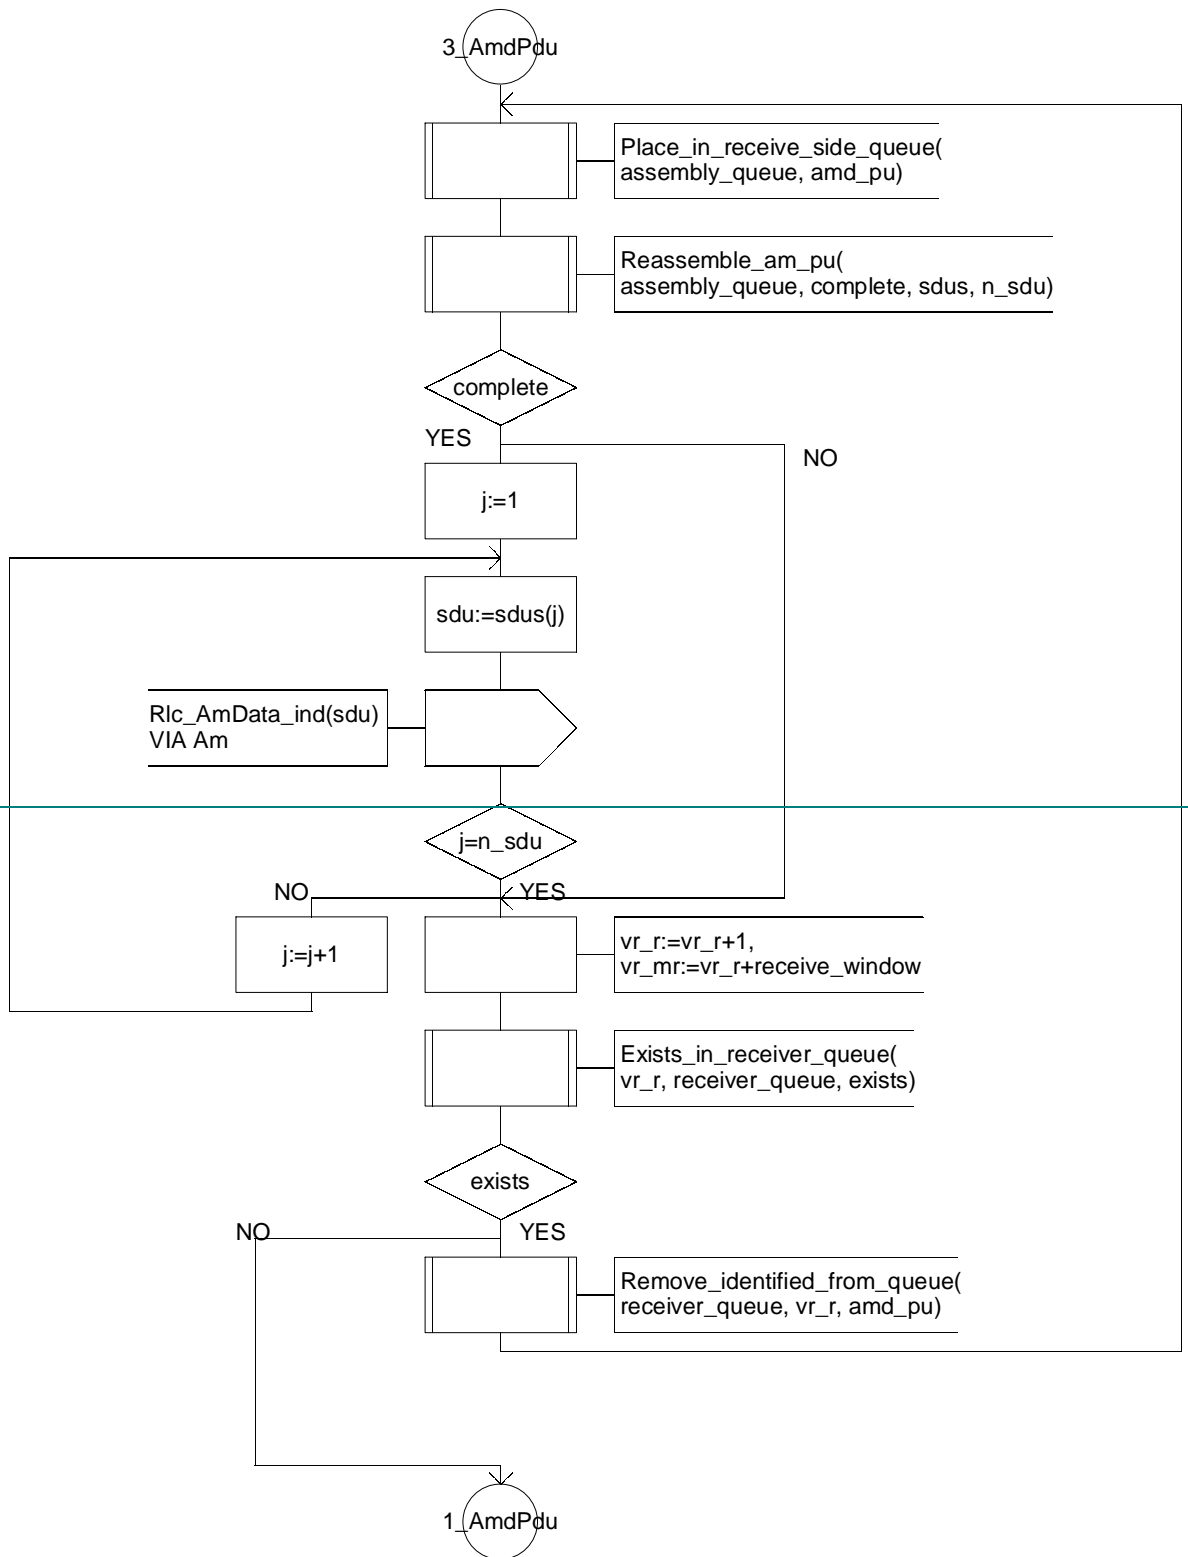 3_AmdPdu
Place_in_receive_side_queue(
assembly_queue, amd_pu)
Reassemble_am_pu(
assembly_queue, complete, sdus, n_sdu)
complete
YES
NO
j:=1
sdu:=sdus(j)
Rlc_AmData_ind(sdu)
VIA Am
j=n_sdu
NO
YES
j:=j+1
vr_r:=vr_r+1,
vr_mr:=vr_r+receive_window
Exists_in_receiver_queue(
vr_r, receiver_queue, exists)
exists
NO
YES
Remove_identified_from_queue(
receiver_queue, vr_r, amd_pu)
1_AmdPdu